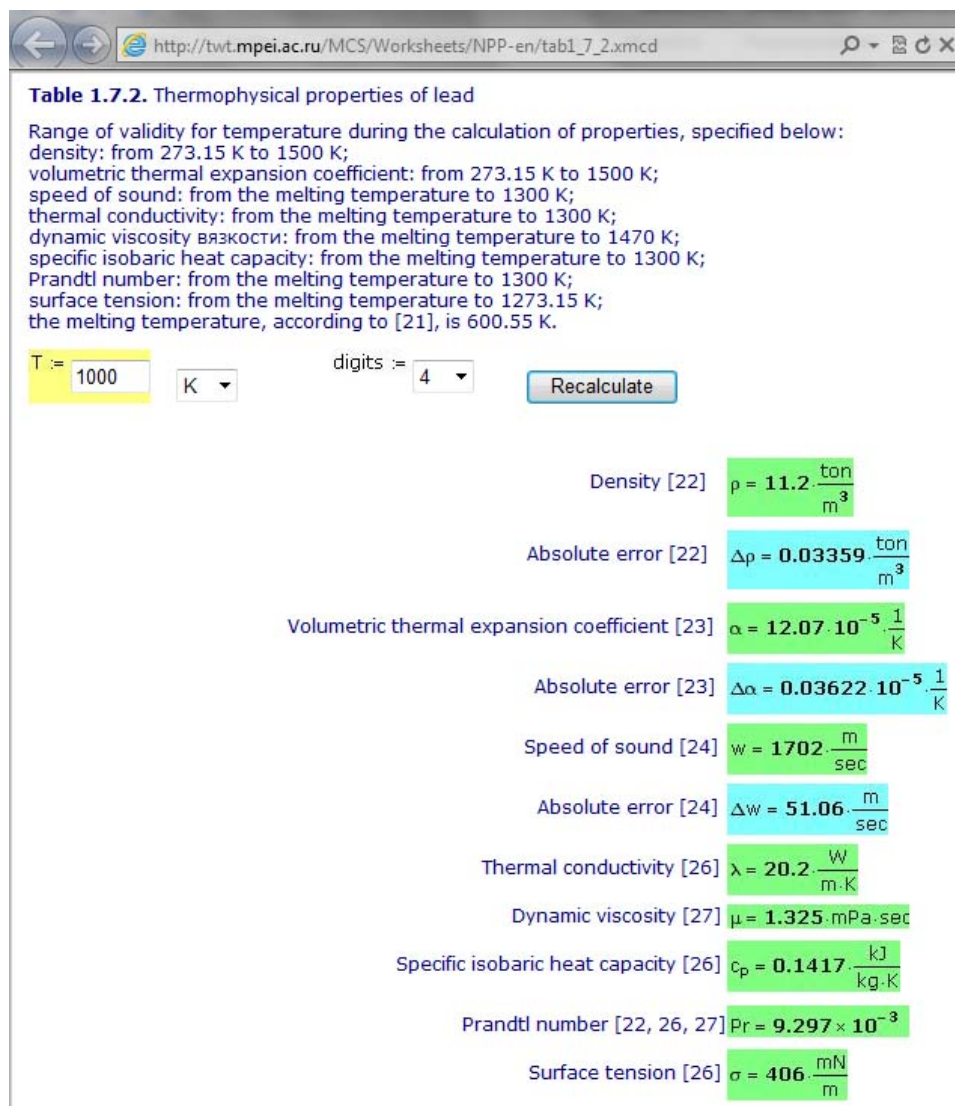 http://twt.mpei.ac.ru/MCS/Worksheets/NPP-en/tab1_7_2.xmcd
Table 1.7.2. Thermophysical properties of lead
Range of validity for temperature during the calculation of properties, specified below:
density: from 273.15 K to 1500 K;
volumetric thermal expansion coefficient: from 273.15 K to 1500 K;
speed of sound: from the melting temperature to 1300 K;
thermal conductivity: from the melting temperature to 1300 K;
dynamic viscosity вязкости: from the melting temperature to 1470 K;
specific isobaric heat capacity: from the melting temperature to 1300 K;
Prandtl number: from the melting temperature to 1300 K;
surface tension: from the melting temperature to 1273.15 K;
the melting temperature, according to [21], is 600.55 K.
T := 1000 K digits := 4 Recalculate
Density [22] ρ = 11.2·ton/m³
Absolute error [22] Δρ = 0.03359·ton/m³
Volumetric thermal expansion coefficient [23] α = 12.07·10⁻⁵·1/K
Absolute error [23] Δα = 0.03622·10⁻⁵·1/K
Speed of sound [24] w = 1702·m/sec
Absolute error [24] Δw = 51.06·m/sec
Thermal conductivity [26] λ = 20.2·W/m·K
Dynamic viscosity [27] μ = 1.325·mPa·sec
Specific isobaric heat capacity [26] cₚ = 0.1417·kJ/kg·K
Prandtl number [22, 26, 27] Pr = 9.297 × 10⁻³
Surface tension [26] σ = 406·mN/m